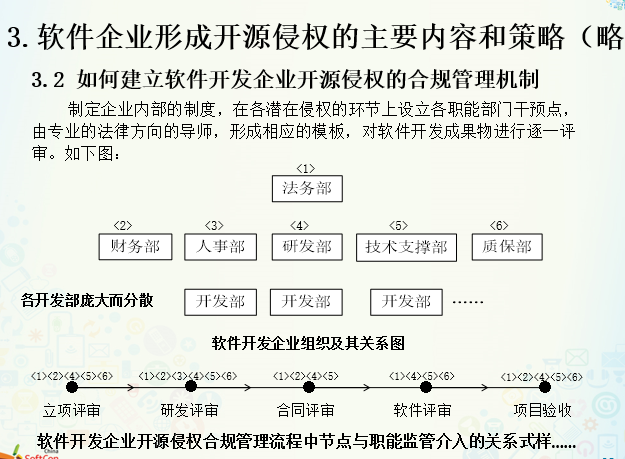 3.软件企业形成开源侵权的主要内容和策略（略
3.2 如何建立软件开发企业开源侵权的合规管理机制
制定企业内部的制度，在各潜在侵权的环节上设立各职能部门干预点，
由专业的法律方向的导师，形成相应的模板，对软件开发成果物进行逐一评
审。如下图：
<1>
法务部
<2> <3> <4> <5> <6>
财务部 人事部 研发部 技术支撑部 质保部
各开发部庞大而分散 开发部 开发部 开发部 ……
软件开发企业组织及其关系图
<1><2><4><5><6> <1><2><3><4><5><6> <1><2><4><5> <1><4><5><6> <1><2><4><5><6>
立项评审 研发评审 合同评审 软件评审 项目验收
软件开发企业开源侵权合规管理流程中节点与职能监管介入的关系式样……
China
SoftCon